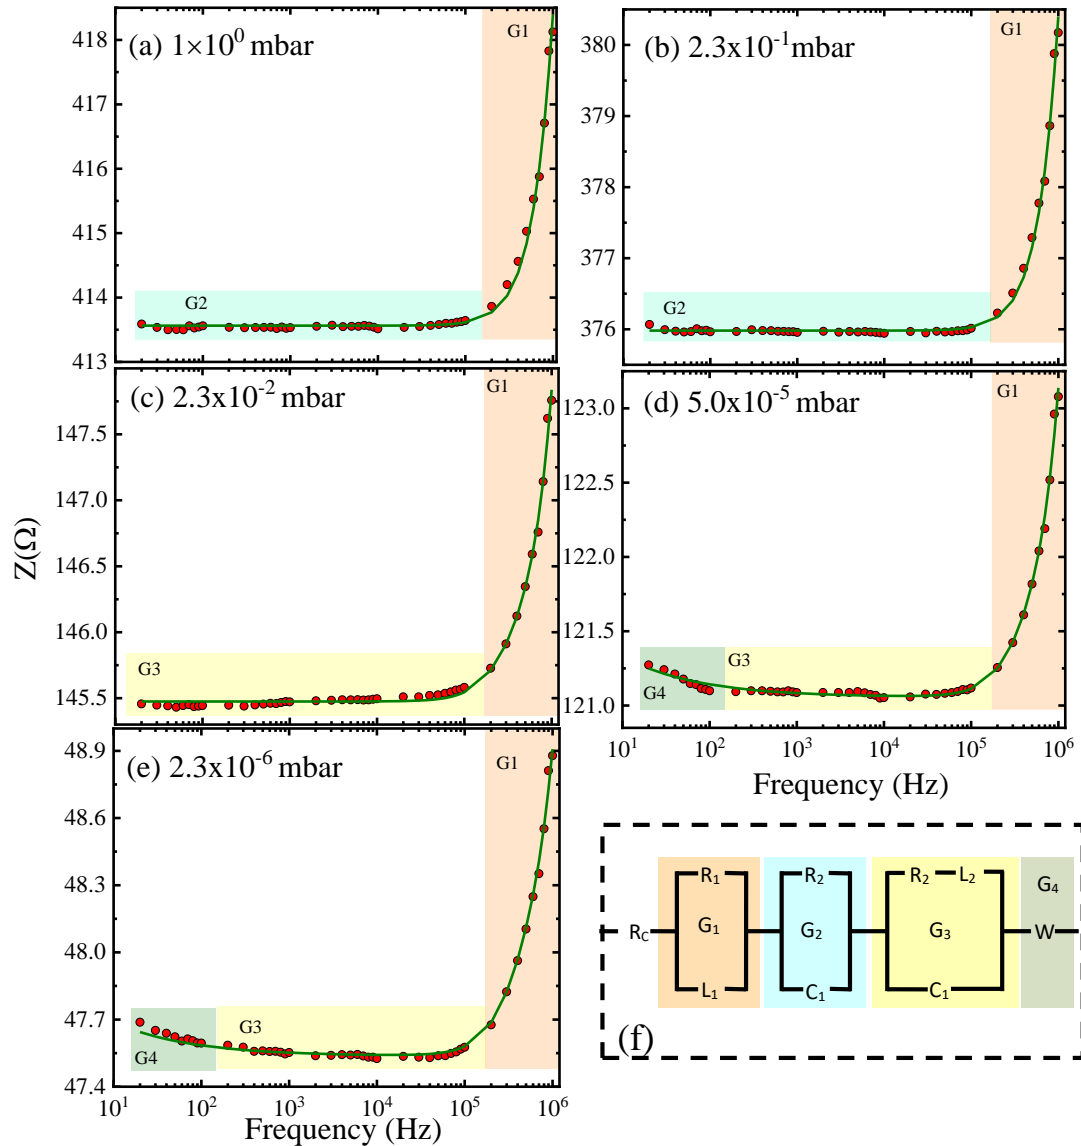 (a) 1×10⁰ mbar
G1
G2
418
417
416
415
414
413
(b) 2.3x10⁻¹ mbar
G1
G2
380
379
378
377
376
(c) 2.3x10⁻² mbar
G1
G3
147.5
147.0
146.5
146.0
145.5
Z(Ω)
(d) 5.0x10⁻⁵ mbar
G1
G3
G4
123.0
122.5
122.0
121.5
121.0
10¹ 10² 10³ 10⁴ 10⁵ 10⁶
Frequency (Hz)
(e) 2.3x10⁻⁶ mbar
G1
G3
G4
48.9
48.6
48.3
48.0
47.7
47.4
10¹ 10² 10³ 10⁴ 10⁵ 10⁶
Frequency (Hz)
R₁ R₂ R₂ L₂ G₄
R_C G₁ G₂ G₃ W
L₁ C₁ C₁
(f)